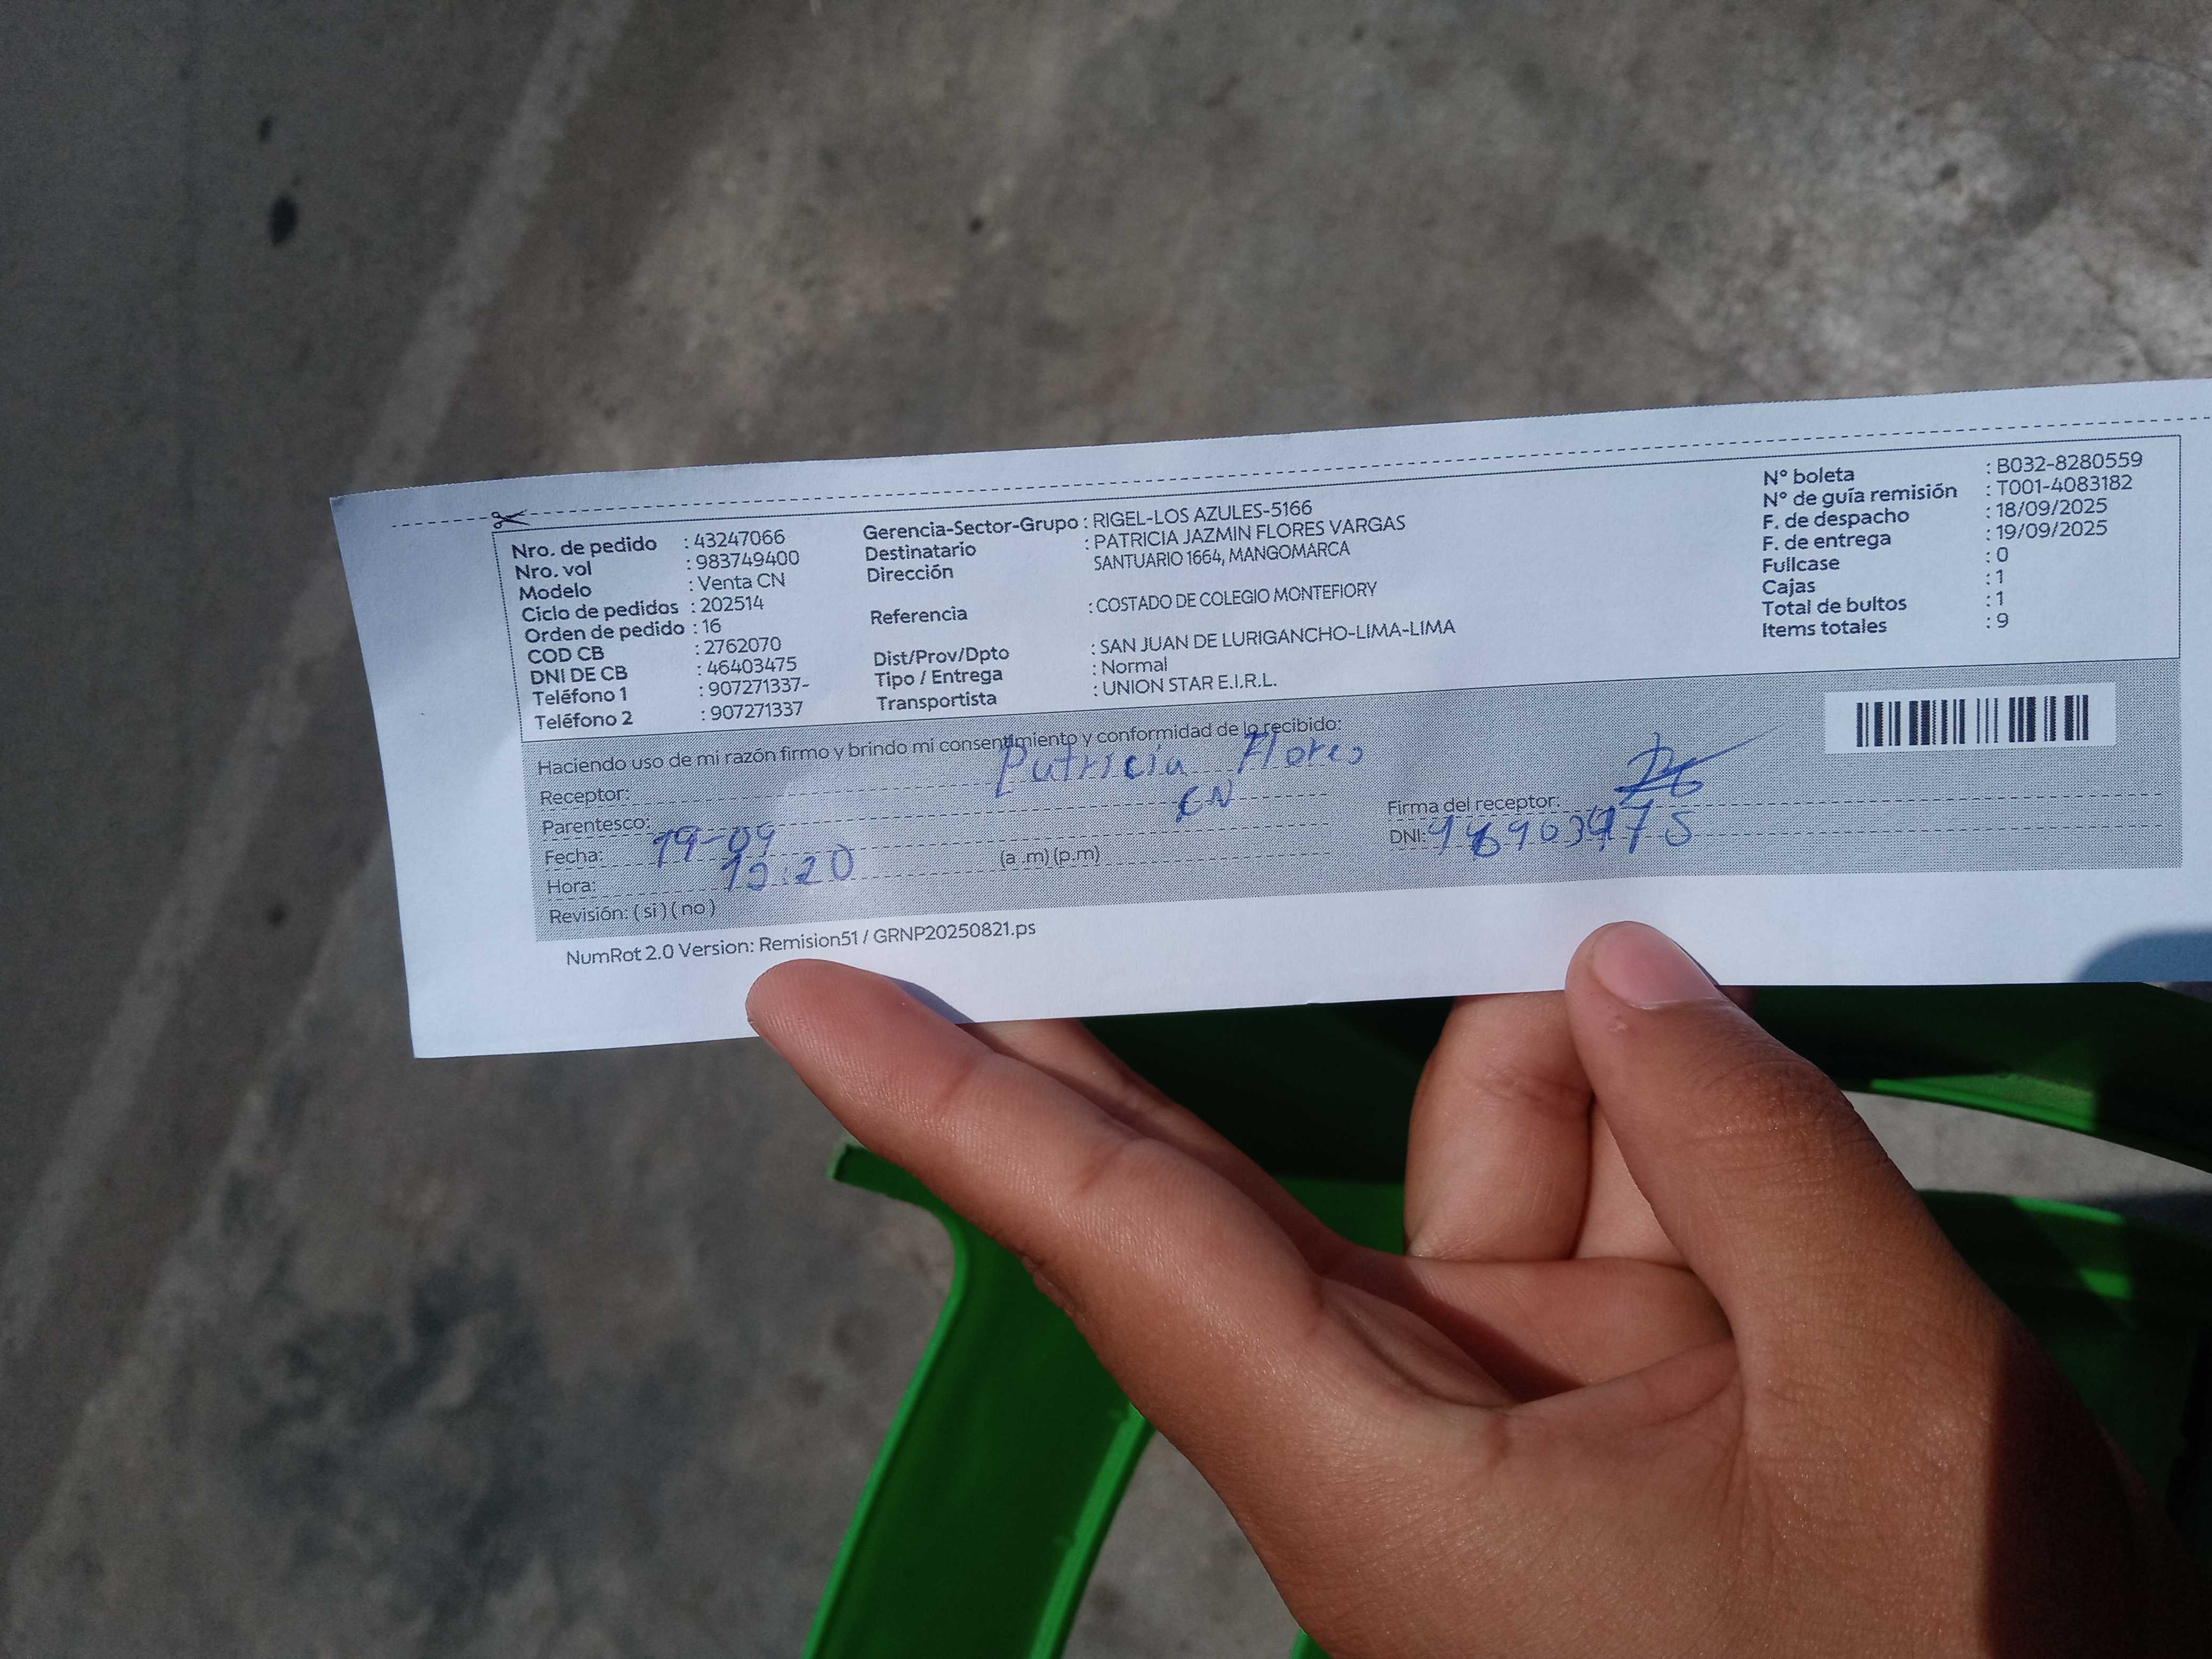 Nro. de pedido : 43247066
Nro. vol : 983749400
Modelo : Venta CN
Ciclo de pedidos : 202514
Orden de pedido : 16
COD CB : 2762070
DNI DE CB : 46403475
Teléfono 1 : 907271337-
Teléfono 2 : 907271337
Gerencia-Sector-Grupo : RIGEL-LOS AZULES-5166
Destinatario : PATRICIA JAZMIN FLORES VARGAS
Dirección SANTUARIO 1664, MANGOMARCA
Referencia : COSTADO DE COLEGIO MONTEFIORY
Dist/Prov/Dpto : SAN JUAN DE LURIGANCHO-LIMA-LIMA
Tipo / Entrega : Normal
Transportista : UNION STAR E.I.R.L.
N° boleta : B032-8280559
N° de guía remisión : T001-4083182
F. de despacho : 18/09/2025
F. de entrega : 19/09/2025
Fullcase : 0
Cajas : 1
Total de bultos : 1
Items totales : 9
Haciendo uso de mi razón firmo y brindo mi consentimiento y conformidad de lo recibido:
Receptor: Patricia Flores
Parentesco: CN
Fecha: 19-09
Hora: (a .m) (p.m)
Revisión: ( si ) ( no )
Firma del receptor:
DNI:
NumRot 2.0 Version: Remision51 / GRNP20250821.ps